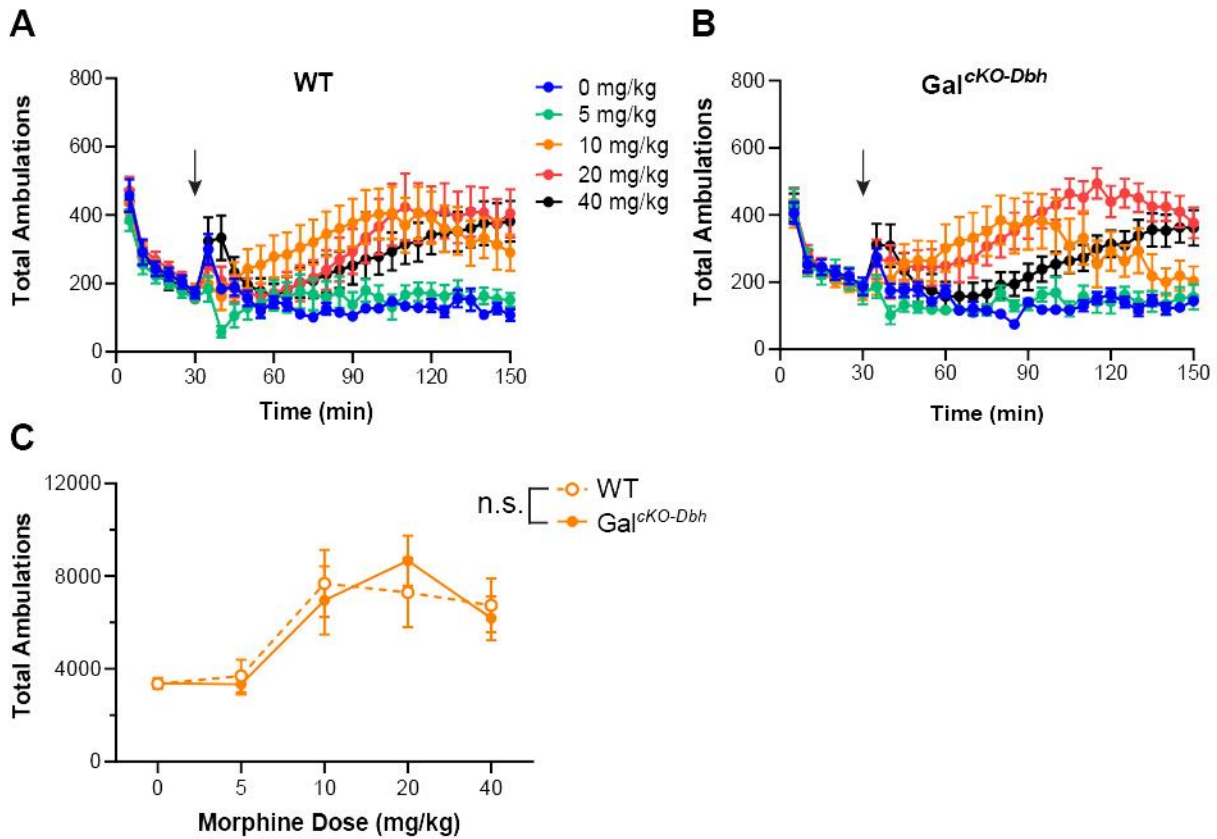 A
WT
Total Ambulations
800
600
400
200
0
0 30 60 90 120 150
Time (min)
0 mg/kg
5 mg/kg
10 mg/kg
20 mg/kg
40 mg/kg
B
Gal^cKO-Dbh
Total Ambulations
800
600
400
200
0
0 30 60 90 120 150
Time (min)
C
Total Ambulations
12000
8000
4000
0
0 5 10 20 40
Morphine Dose (mg/kg)
n.s.
WT
Gal^cKO-Dbh